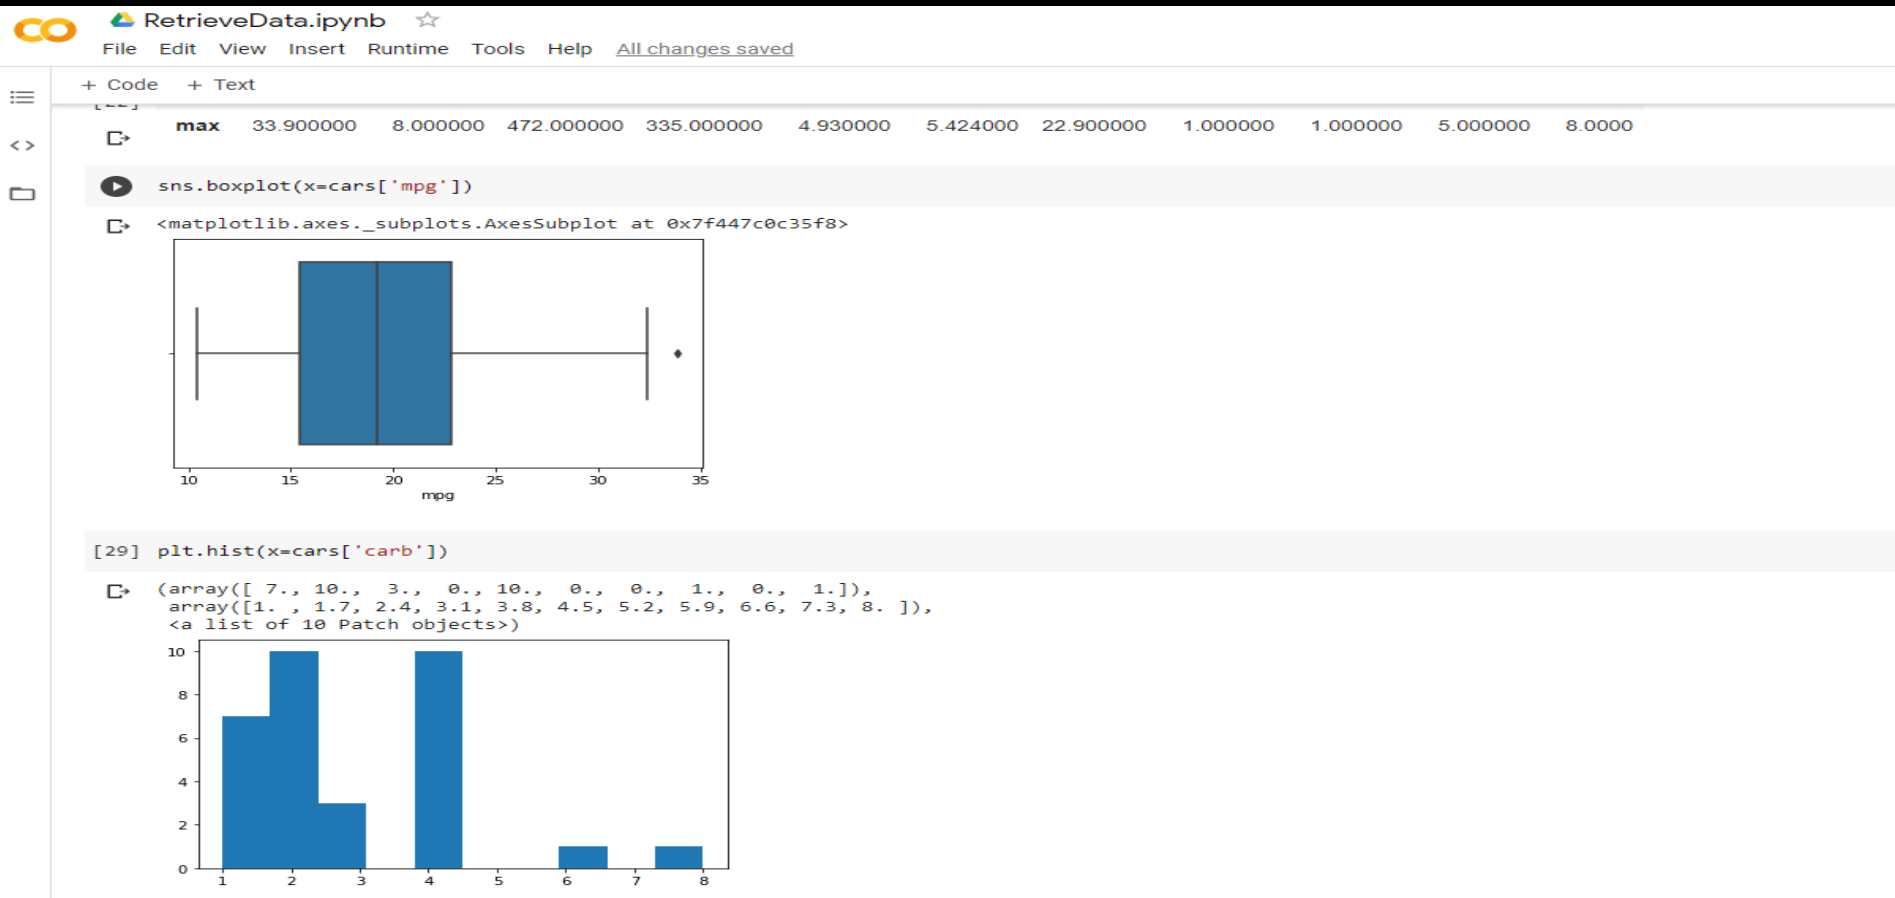 RetrieveData.ipynb
File Edit View Insert Runtime Tools Help All changes saved
+ Code + Text
max 33.900000 8.000000 472.000000 335.000000 4.930000 5.424000 22.900000 1.000000 1.000000 5.000000 8.0000
sns.boxplot(x=cars['mpg'])
<matplotlib.axes._subplots.AxesSubplot at 0x7f447c0c35f8>
10 15 20 25 30 35
mpg
[29] plt.hist(x=cars['carb'])
(array([ 7., 10., 3., 0., 10., 0., 0., 1., 0., 1.]),
array([1. , 1.7, 2.4, 3.1, 3.8, 4.5, 5.2, 5.9, 6.6, 7.3, 8. ]),
<a list of 10 Patch objects>)
10
8
6
4
2
0
1 2 3 4 5 6 7 8